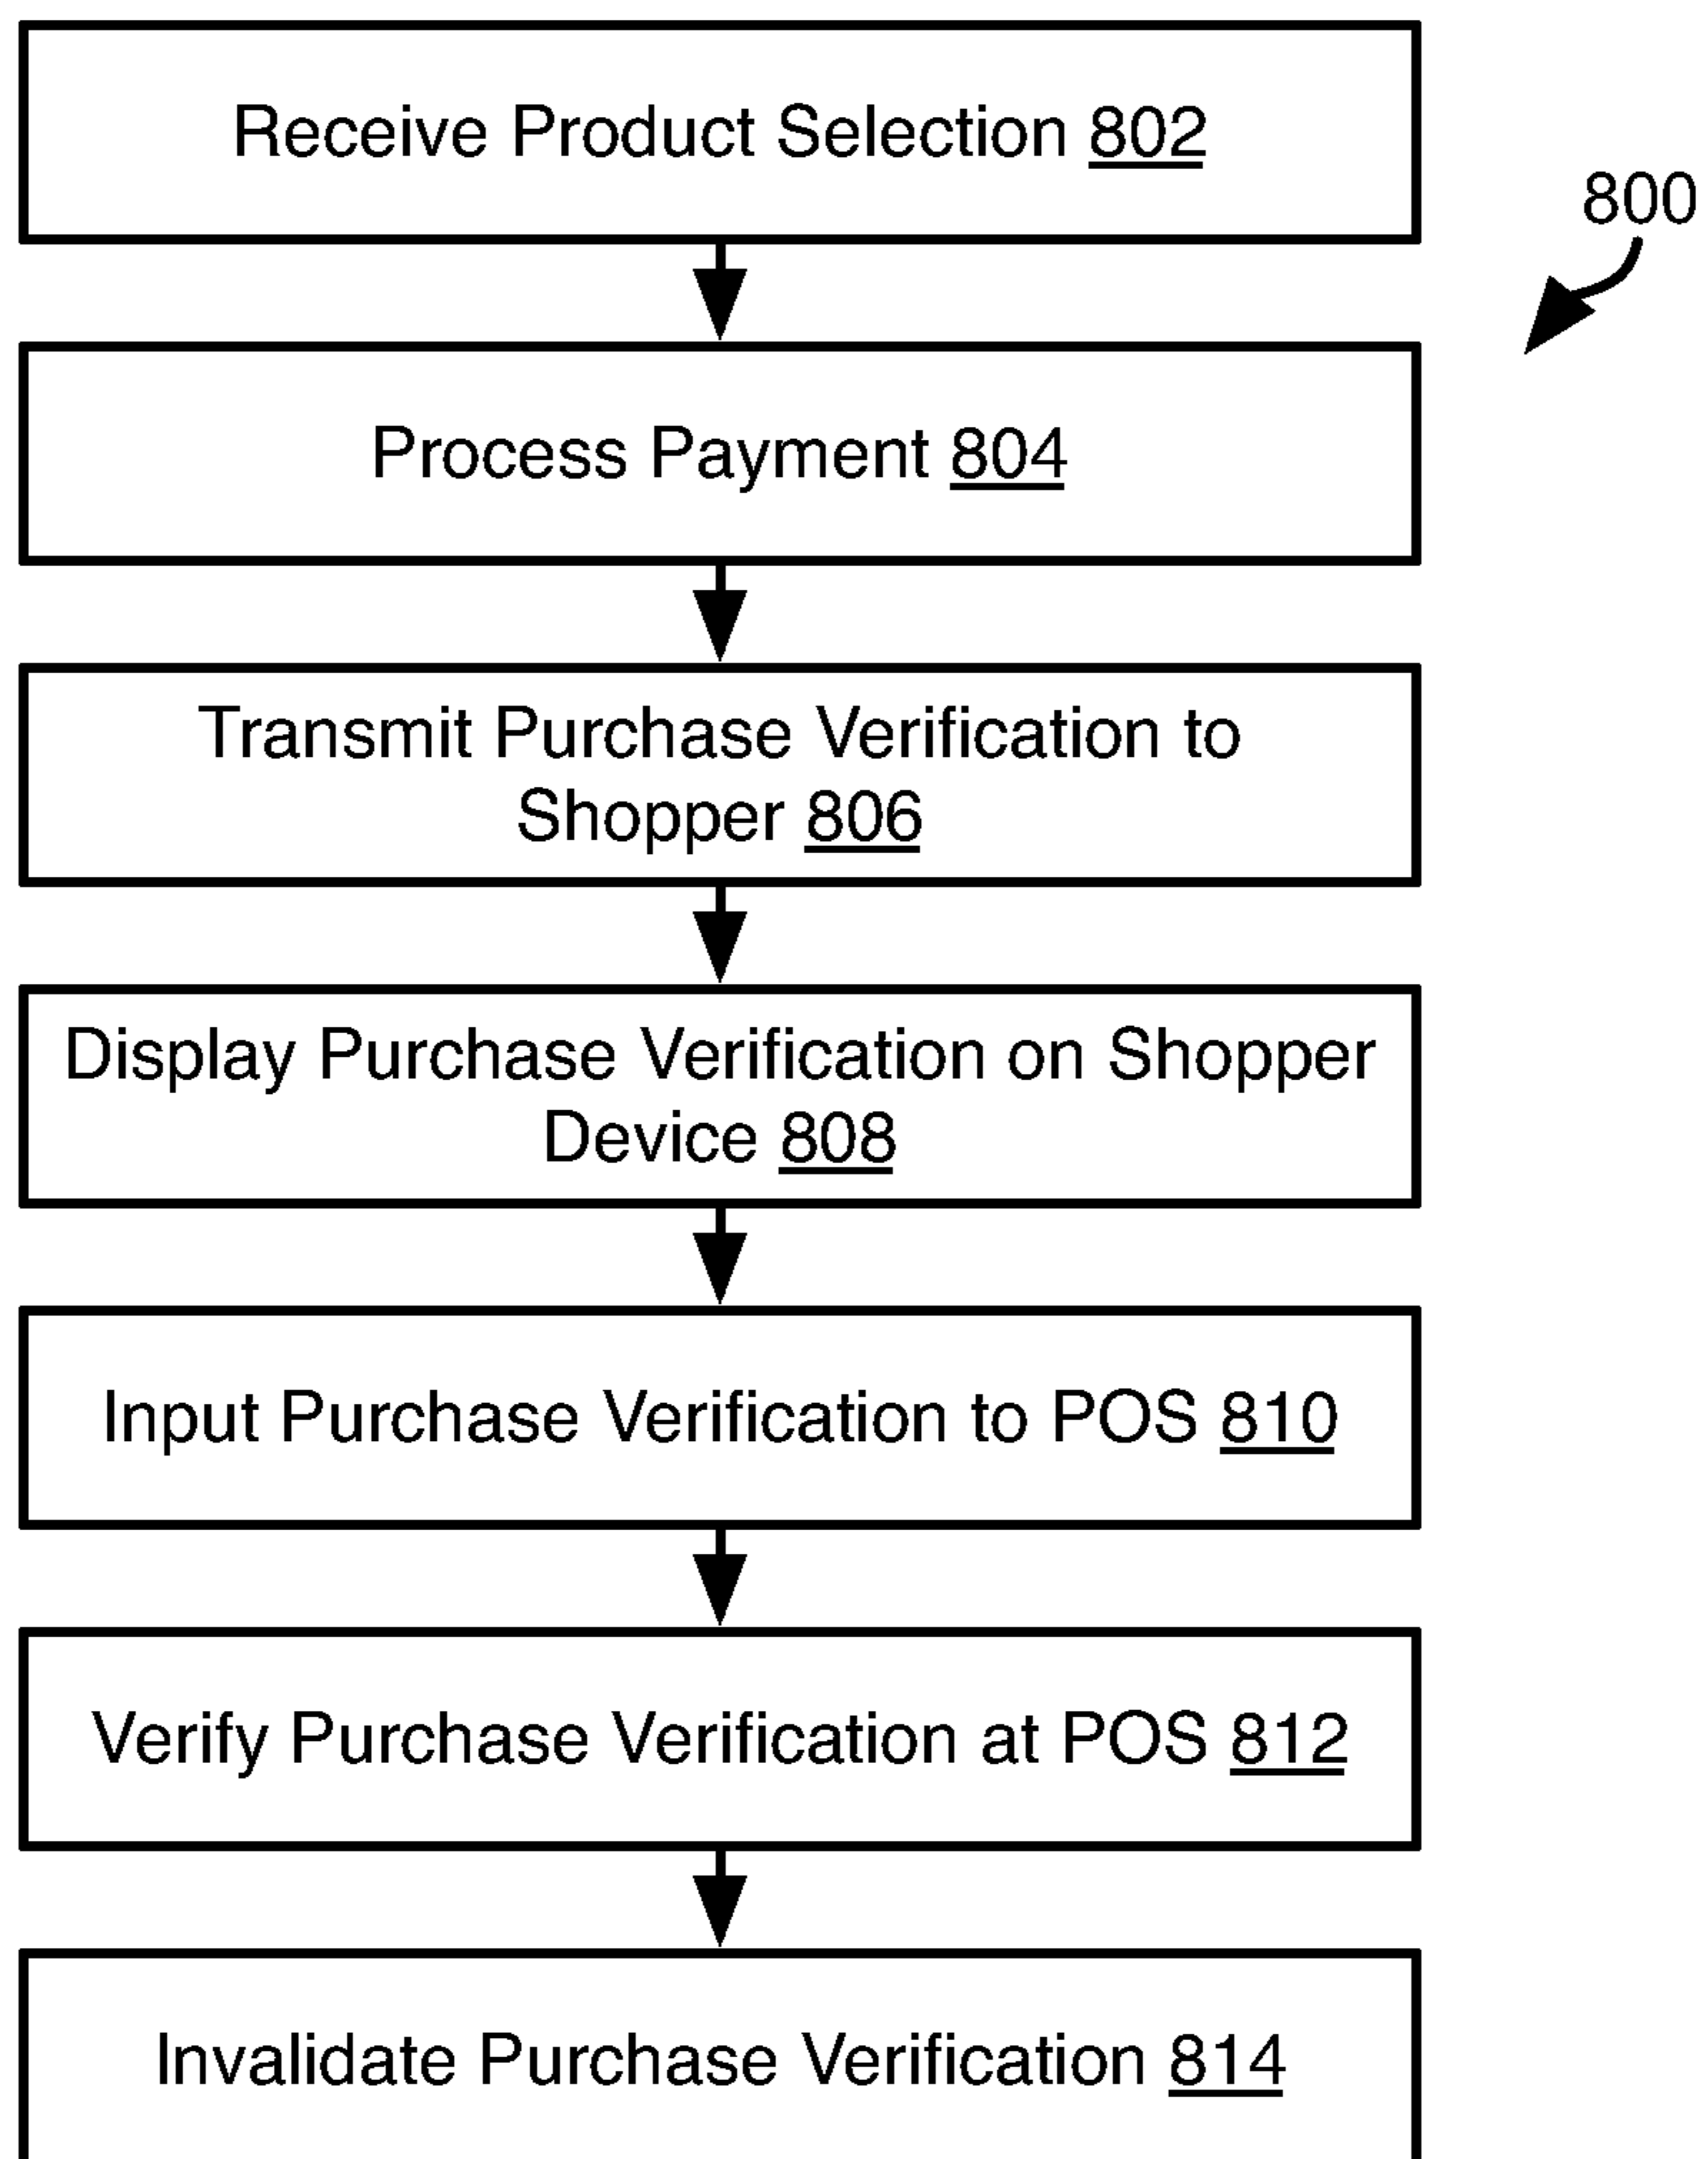 Receive Product Selection 802
800
Process Payment 804
Transmit Purchase Verification to
Shopper 806
Display Purchase Verification on Shopper
Device 808
Input Purchase Verification to POS 810
Verify Purchase Verification at POS 812
Invalidate Purchase Verification 814